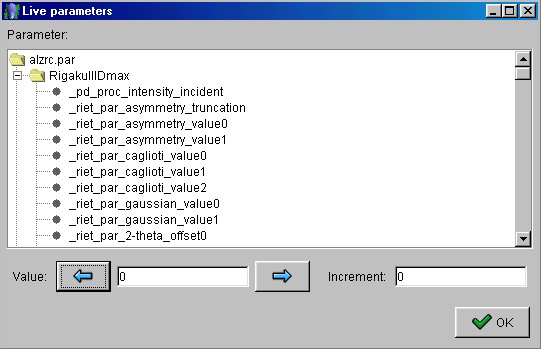 Live parameters
Parameter:
alzrc.par
RigakuIIIDmax
_pd_proc_intensity_incident
_riet_par_asymmetry_truncation
_riet_par_asymmetry_value0
_riet_par_asymmetry_value1
_riet_par_caglioti_value0
_riet_par_caglioti_value1
_riet_par_caglioti_value2
_riet_par_gaussian_value0
_riet_par_gaussian_value1
_riet_par_2-theta_offset0
Value: 0 Increment: 0
OK